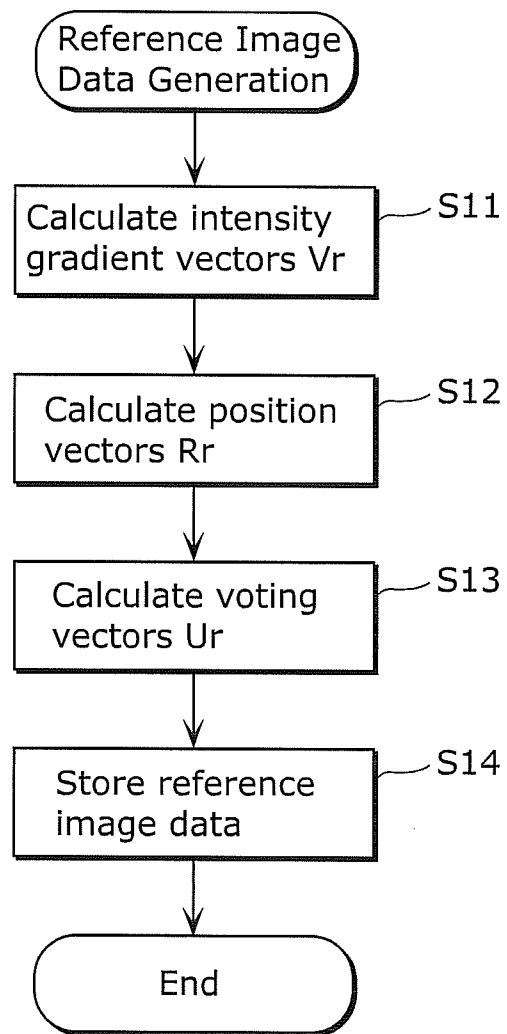 Reference Image
Data Generation
S11
Calculate intensity
gradient vectors Vr
S12
Calculate position
vectors Rr
S13
Calculate voting
vectors Ur
S14
Store reference
image data
End